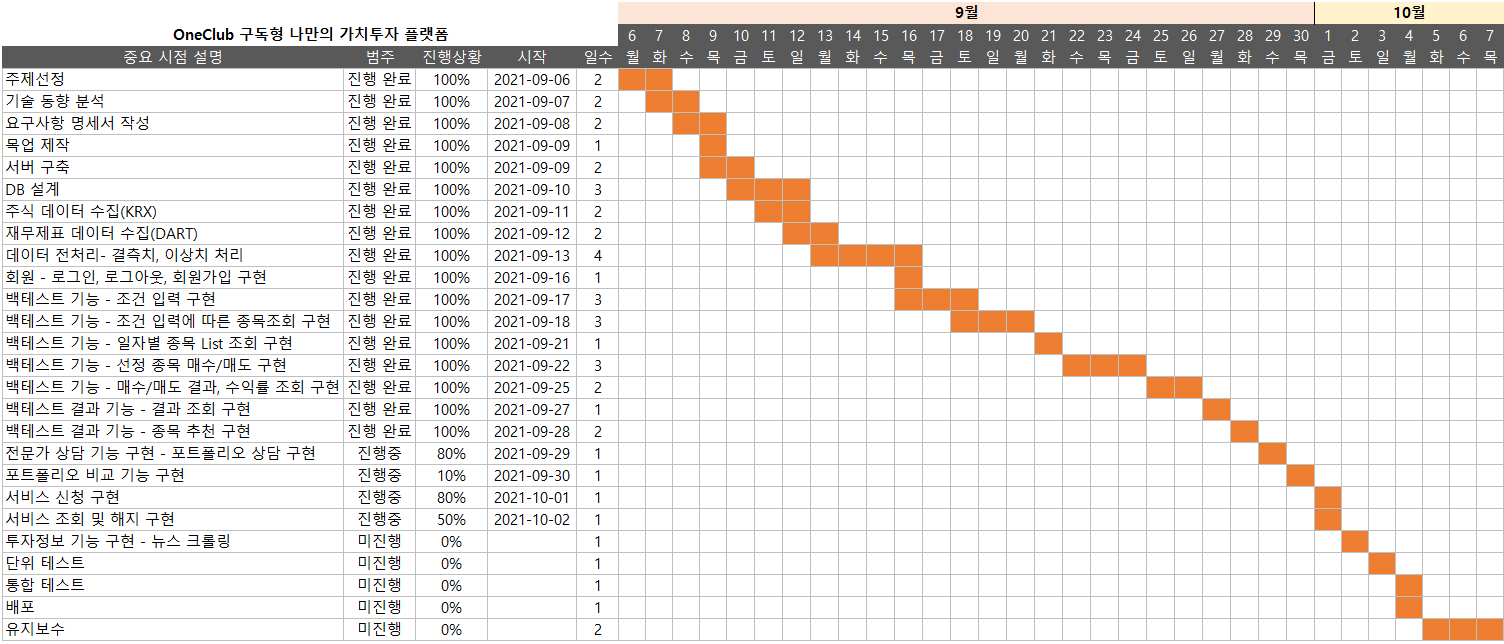 9월 10월
OneClub 구독형 나만의 가치투자 플랫폼 6 7 8 9 10 11 12 13 14 15 16 17 18 19 20 21 22 23 24 25 26 27 28 29 30 1 2 3 4 5 6 7
중요 시점 설명 범주 진행상황 시작 일수 월 화 수 목 금 토 일 월 화 수 목 금 토 일 월 화 수 목 금 토 일 월 화 수 목 금 토 일 월 화 수 목
주제선정 진행 완료 100% 2021-09-06 2
기술 동향 분석 진행 완료 100% 2021-09-07 2
요구사항 명세서 작성 진행 완료 100% 2021-09-08 2
목업 제작 진행 완료 100% 2021-09-09 1
서버 구축 진행 완료 100% 2021-09-09 2
DB 설계 진행 완료 100% 2021-09-10 3
주식 데이터 수집(KRX) 진행 완료 100% 2021-09-11 2
재무제표 데이터 수집(DART) 진행 완료 100% 2021-09-12 2
데이터 전처리- 결측치, 이상치 처리 진행 완료 100% 2021-09-13 4
회원 - 로그인, 로그아웃, 회원가입 구현 진행 완료 100% 2021-09-16 1
백테스트 기능 - 조건 입력 구현 진행 완료 100% 2021-09-17 3
백테스트 기능 - 조건 입력에 따른 종목조회 구현 진행 완료 100% 2021-09-18 3
백테스트 기능 - 일자별 종목 List 조회 구현 진행 완료 100% 2021-09-21 1
백테스트 기능 - 선정 종목 매수/매도 구현 진행 완료 100% 2021-09-22 3
백테스트 기능 - 매수/매도 결과, 수익률 조회 구현 진행 완료 100% 2021-09-25 2
백테스트 결과 기능 - 결과 조회 구현 진행 완료 100% 2021-09-27 1
백테스트 결과 기능 - 종목 추천 구현 진행 완료 100% 2021-09-28 2
전문가 상담 기능 구현 - 포트폴리오 상담 구현 진행중 80% 2021-09-29 1
포트폴리오 비교 기능 구현 진행중 10% 2021-09-30 1
서비스 신청 구현 진행중 80% 2021-10-01 1
서비스 조회 및 해지 구현 진행중 50% 2021-10-02 1
투자정보 기능 구현 - 뉴스 크롤링 미진행 0% 1
단위 테스트 미진행 0% 1
통합 테스트 미진행 0% 1
배포 미진행 0% 1
유지보수 미진행 0% 2